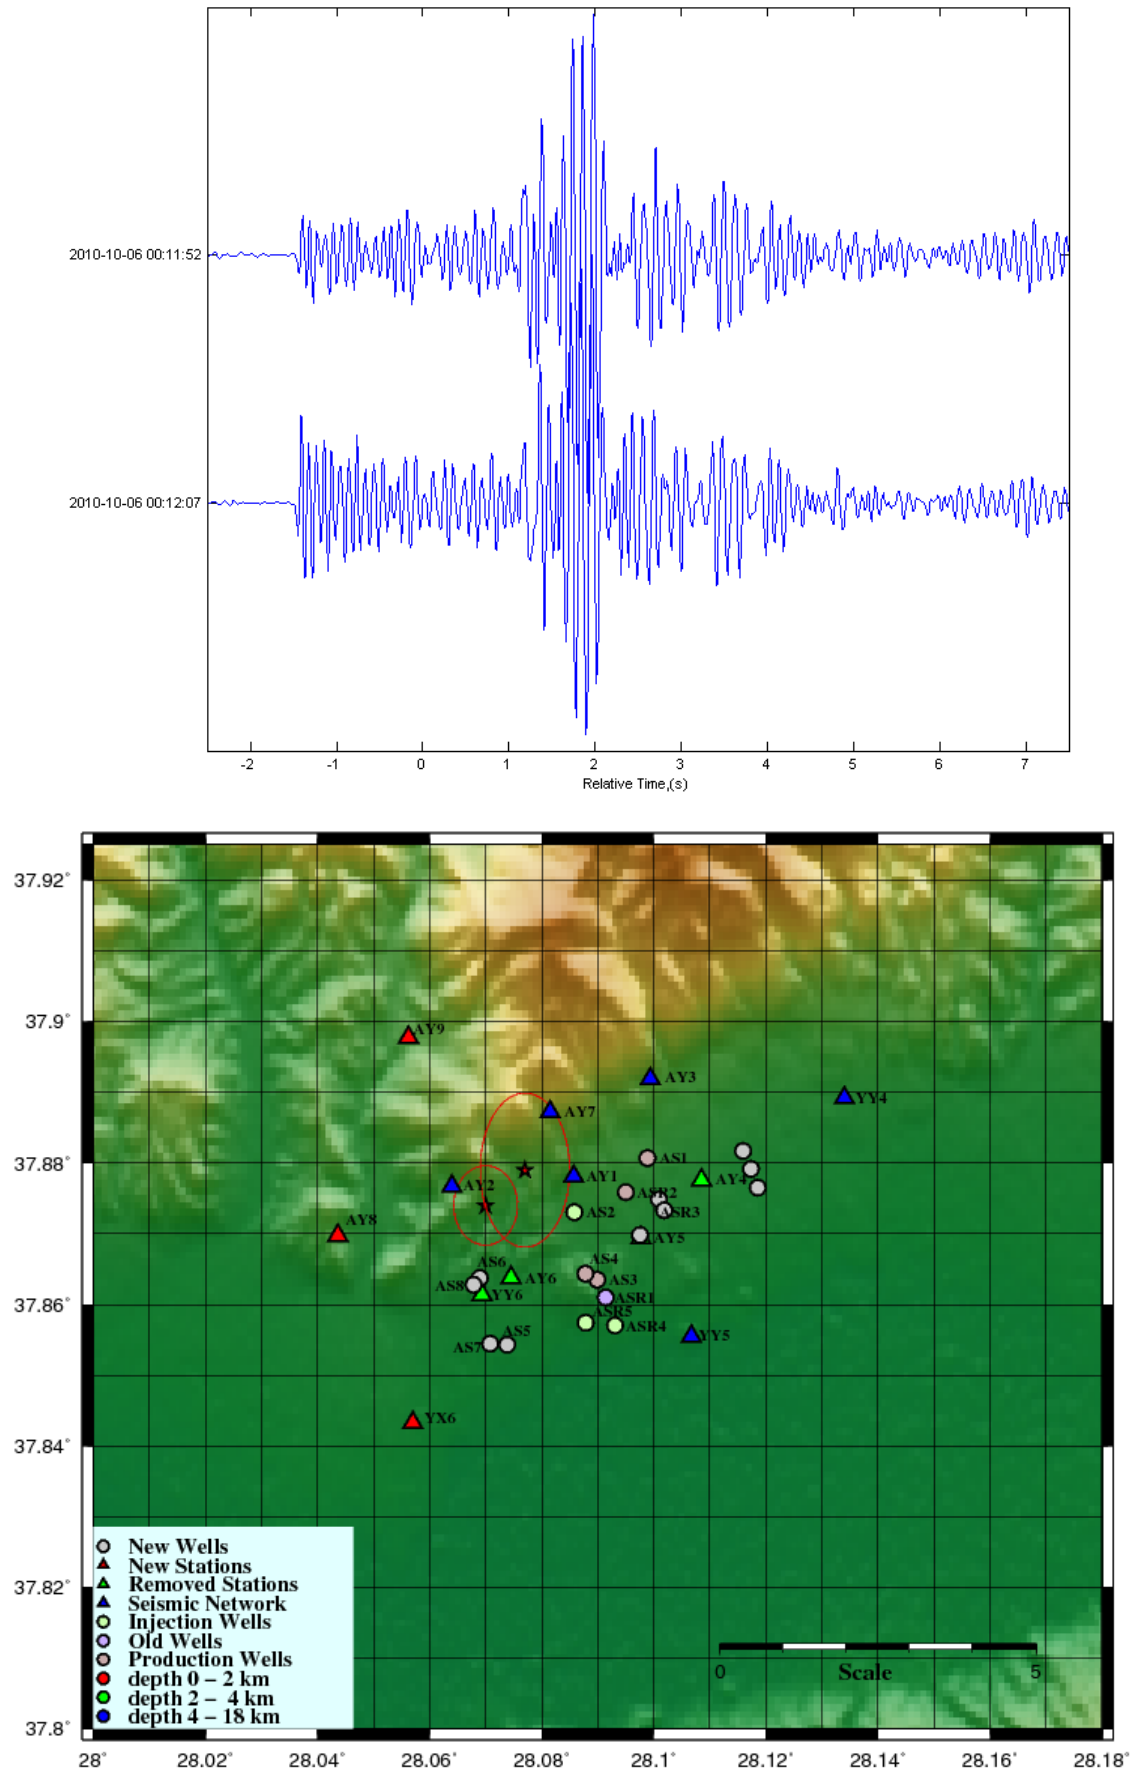 2010-10-06 00:11:52
2010-10-06 00:12:07
-2 -1 0 1 2 3 4 5 6 7
Relative Time,(s)
37.92°
37.9°
37.88°
37.86°
37.84°
37.82°
37.8°
AY9
AY3
YY4
AY7
AS1
AY1
AY4
AY2
ASR2
AS2
ASR3
AY8
AY5
AS6
AS4
AY6
AS8
AS3
YY6
ASR1
ASR5
ASR4
AS5
YY5
AS7
YX6
New Wells
New Stations
Removed Stations
Seismic Network
Injection Wells
Old Wells
Production Wells
depth 0 – 2 km
depth 2 – 4 km
depth 4 – 18 km
0 Scale 5
28° 28.02° 28.04° 28.06° 28.08° 28.1° 28.12° 28.14° 28.16° 28.18°